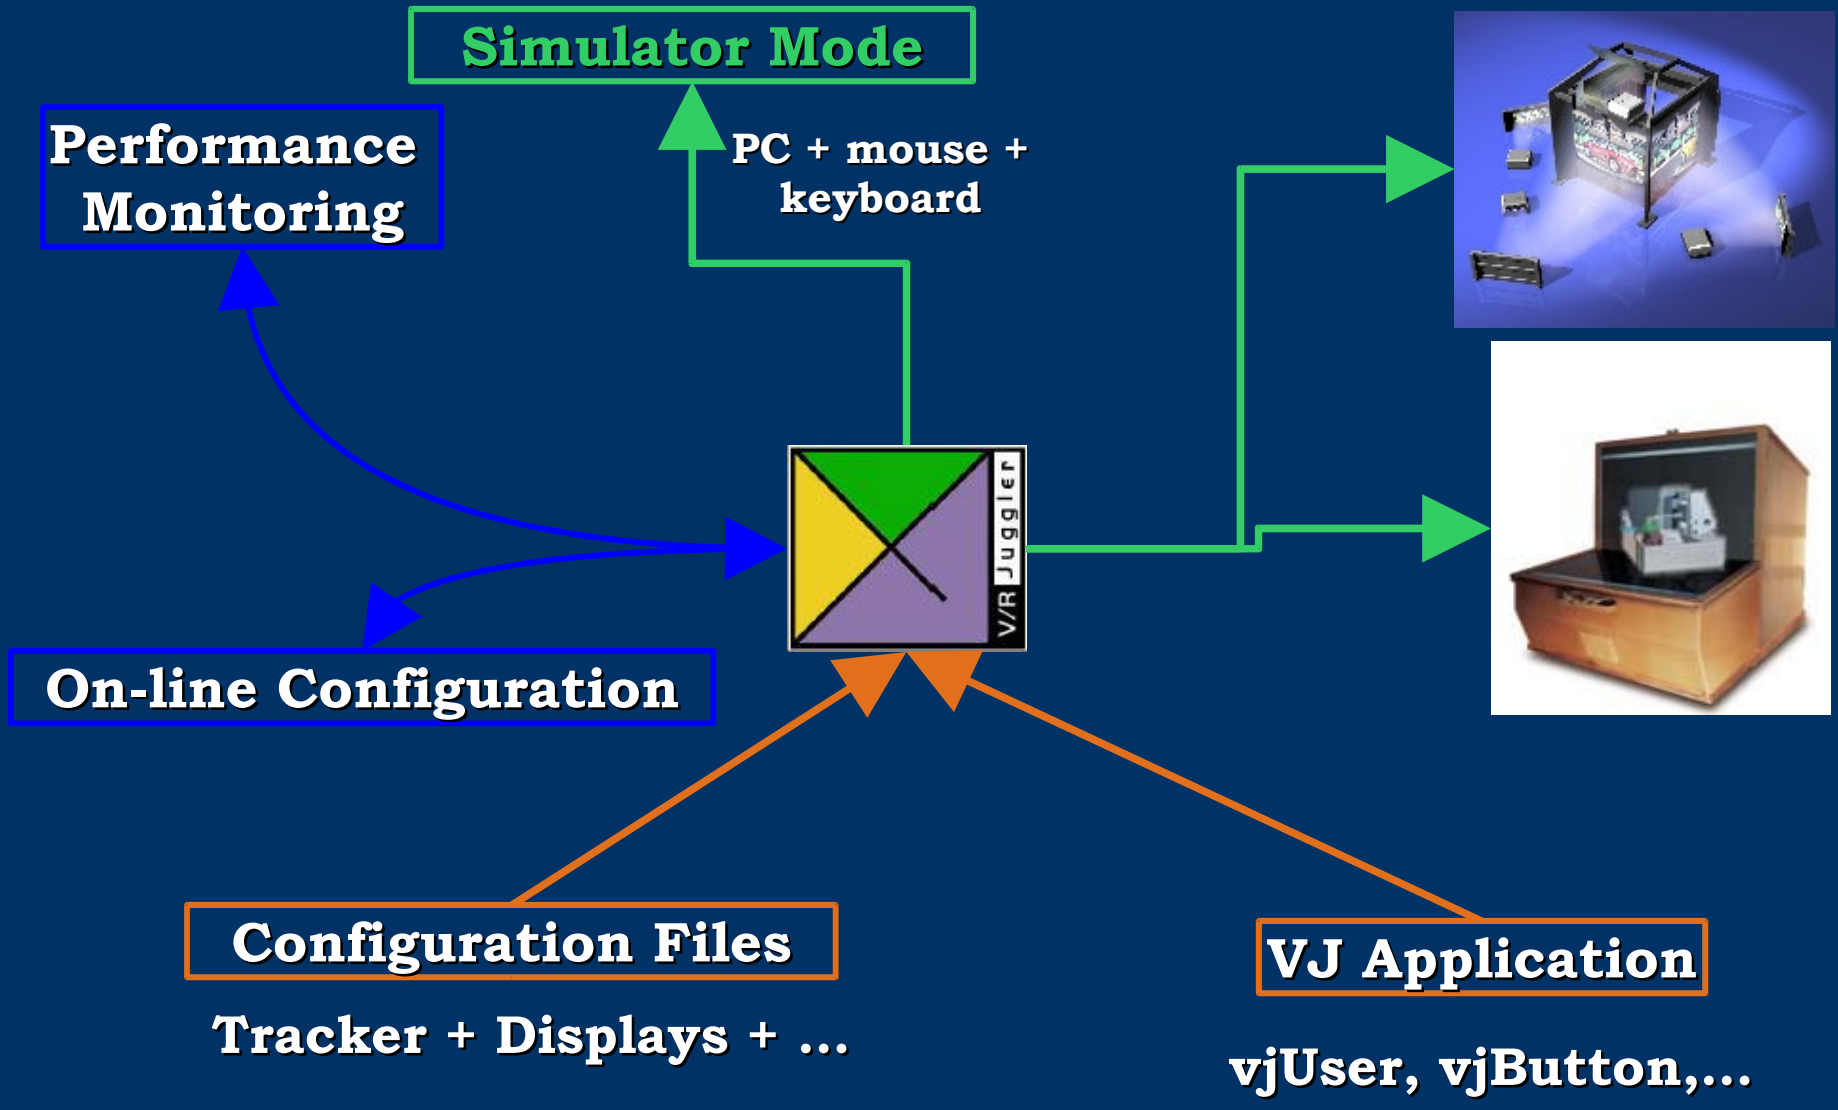 Simulator Mode
Performance
Monitoring
PC + mouse +
keyboard
V/R Juggler
On-line Configuration
Configuration Files
Tracker + Displays + ...
VJ Application
vjUser, vjButton,...